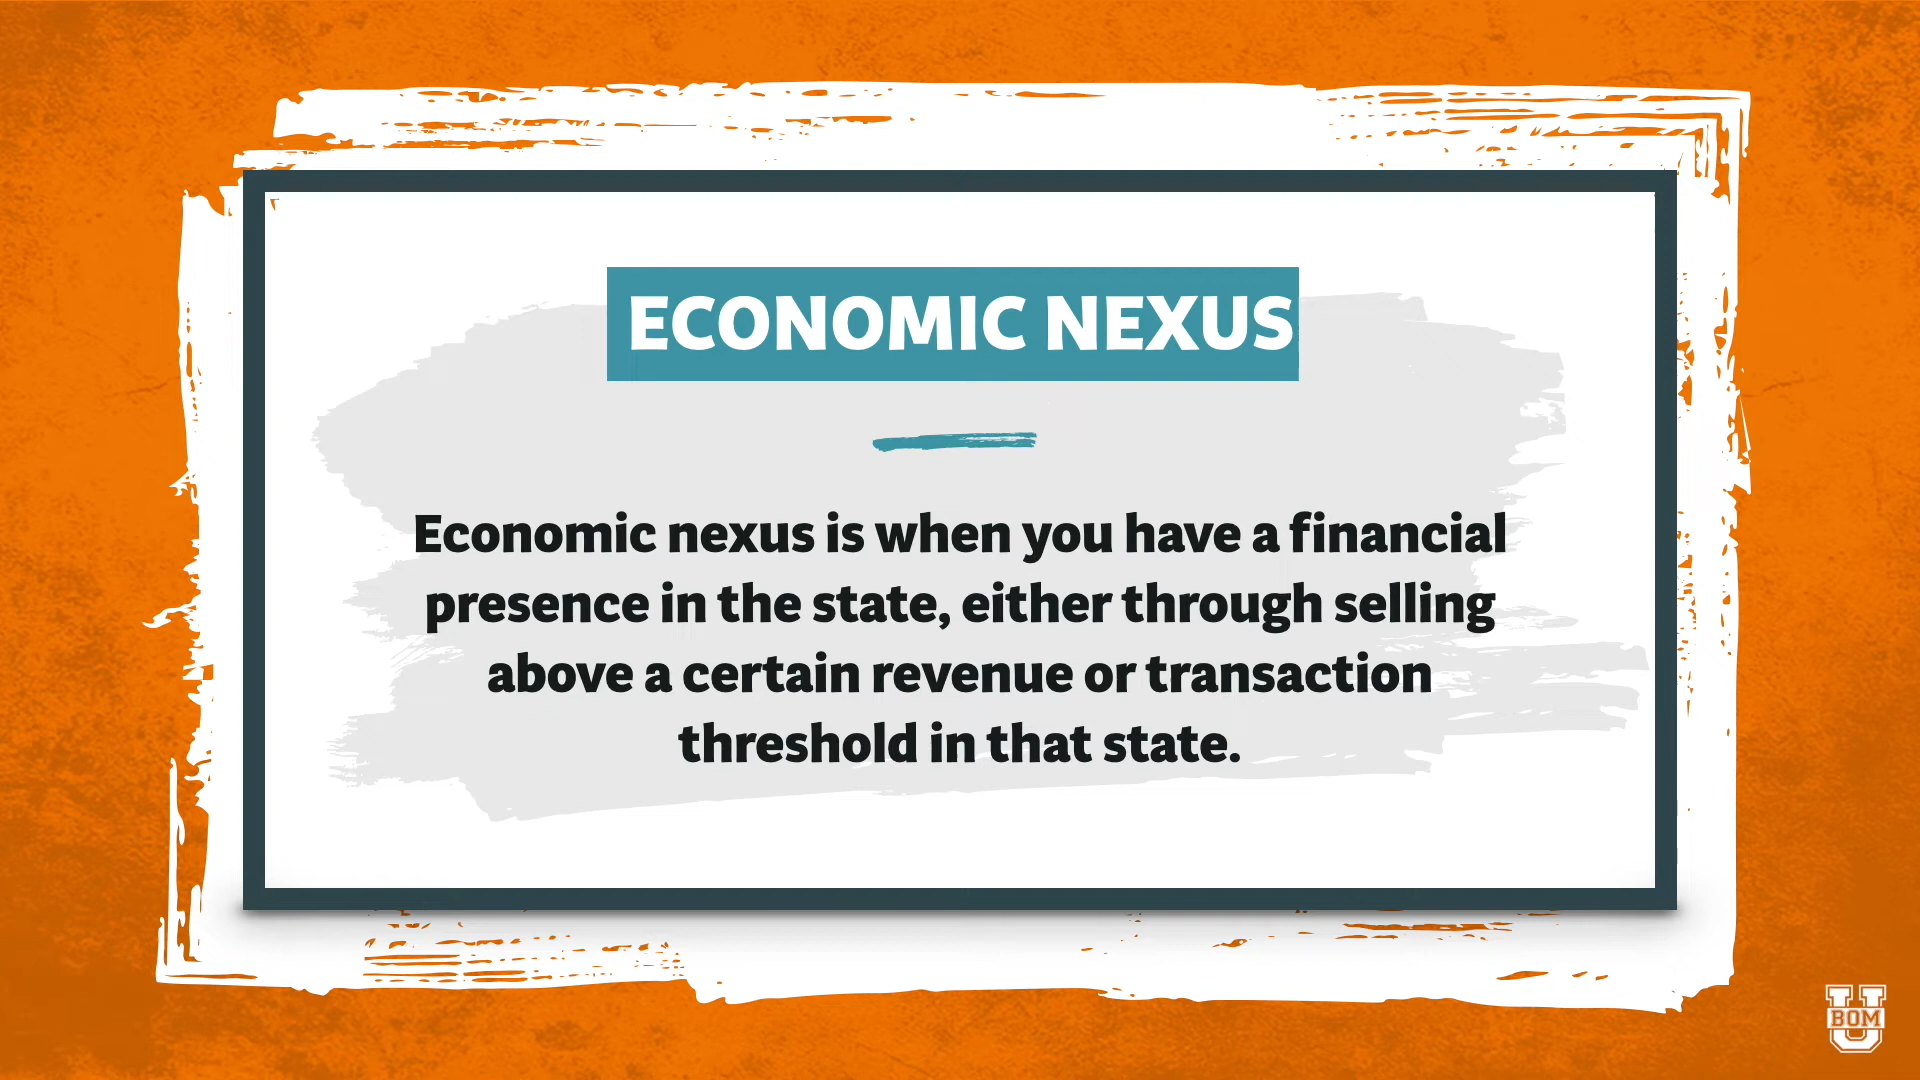 ECONOMIC NEXUS
Economic nexus is when you have a financial
presence in the state, either through selling
above a certain revenue or transaction
threshold in that state.
U
BOM